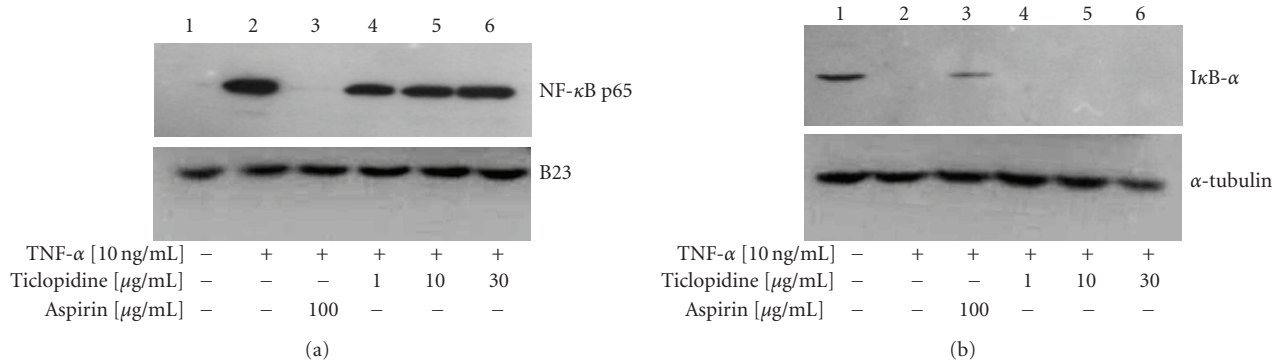 1 2 3 4 5 6
NF-κB p65
B23
TNF-α [10 ng/mL] − + + + + +
Ticlopidine [μg/mL] − − − 1 10 30
Aspirin [μg/mL] − − 100 − − −
(a)
1 2 3 4 5 6
IκB-α
α-tubulin
TNF-α [10 ng/mL] − + + + + +
Ticlopidine [μg/mL] − − − 1 10 30
Aspirin [μg/mL] − − 100 − − −
(b)